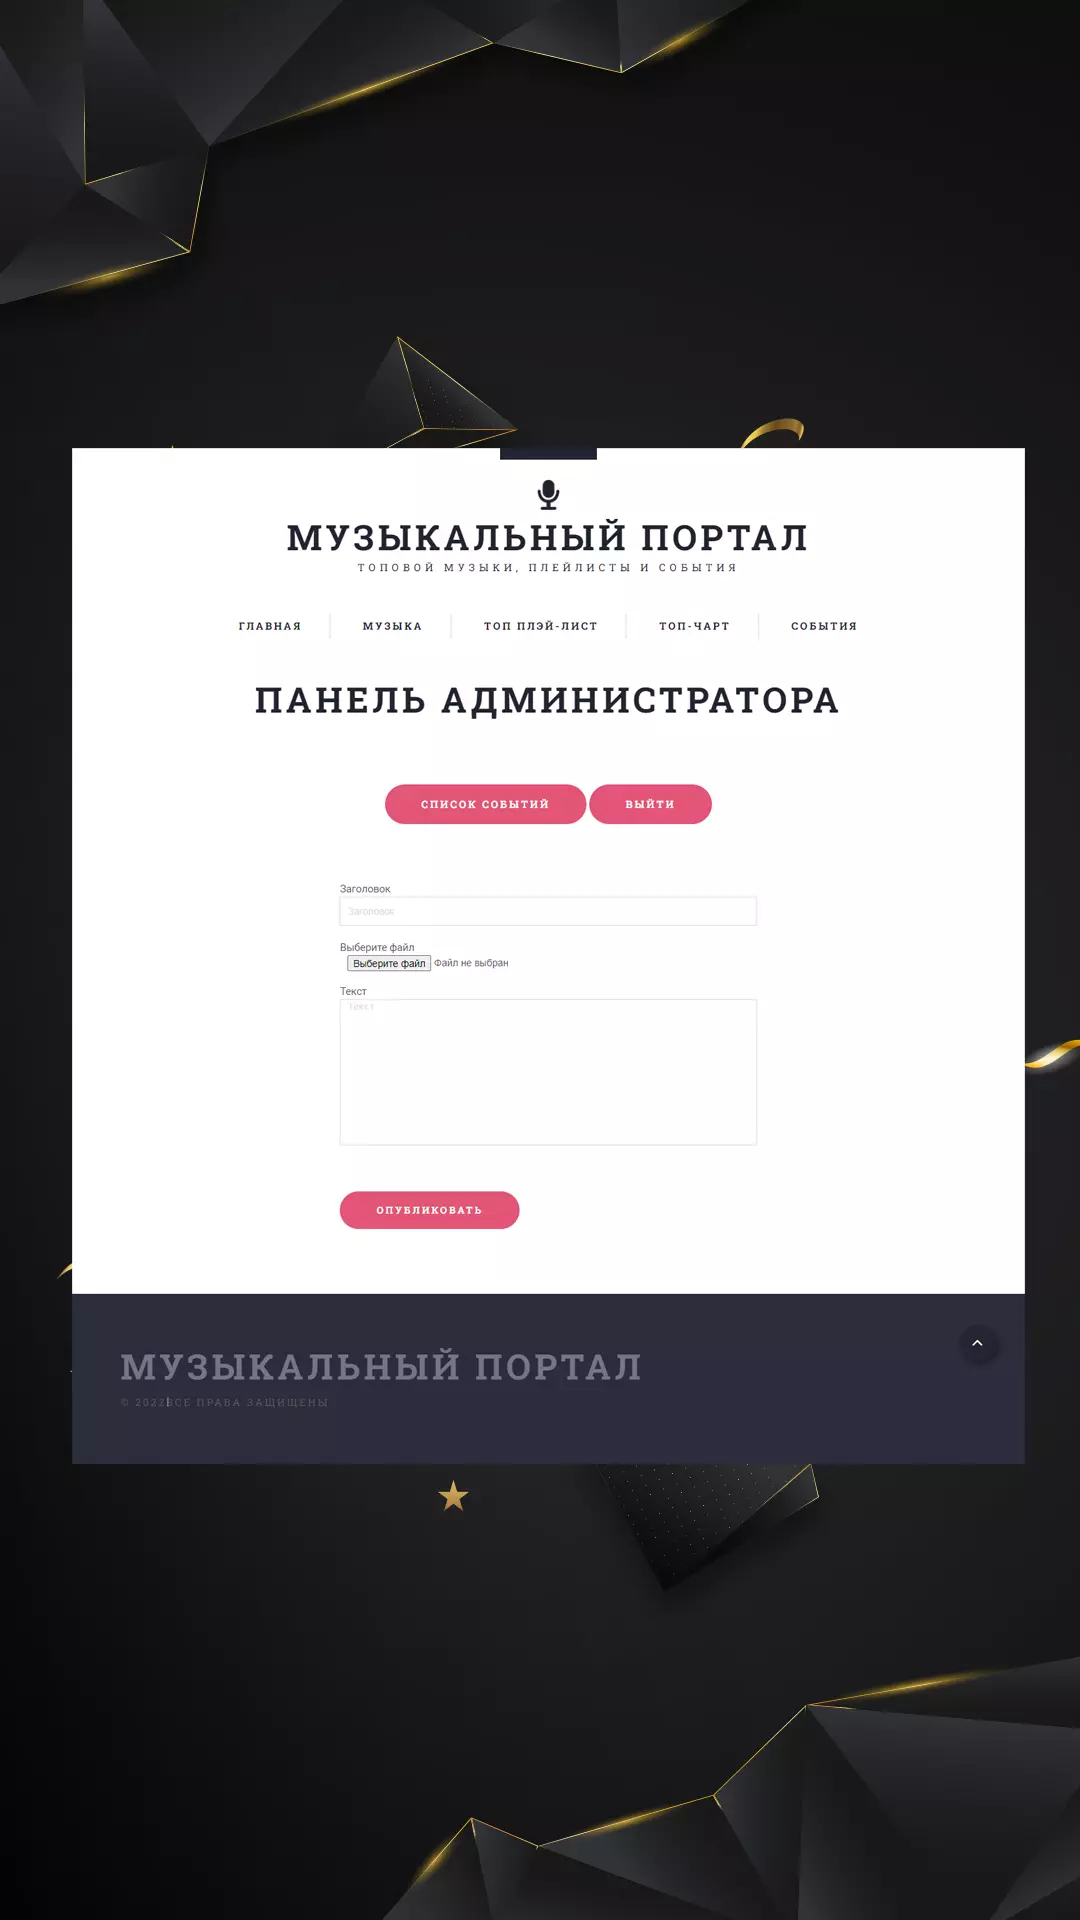 МУЗЫКАЛЬНЫЙ ПОРТАЛ
ТОПОВОЙ МУЗЫКИ, ПЛЕЙЛИСТЫ И СОБЫТИЯ
ГЛАВНАЯ МУЗЫКА ТОП ПЛЭЙ-ЛИСТ ТОП-ЧАРТ СОБЫТИЯ
ПАНЕЛЬ АДМИНИСТРАТОРА
СПИСОК СОБЫТИЙ ВЫЙТИ
Заголовок
Заголовок
Выберите файл
Выберите файл Файл не выбран
Текст
Текст
ОПУБЛИКОВАТЬ
МУЗЫКАЛЬНЫЙ ПОРТАЛ
© 2022 ВСЕ ПРАВА ЗАЩИЩЕНЫ